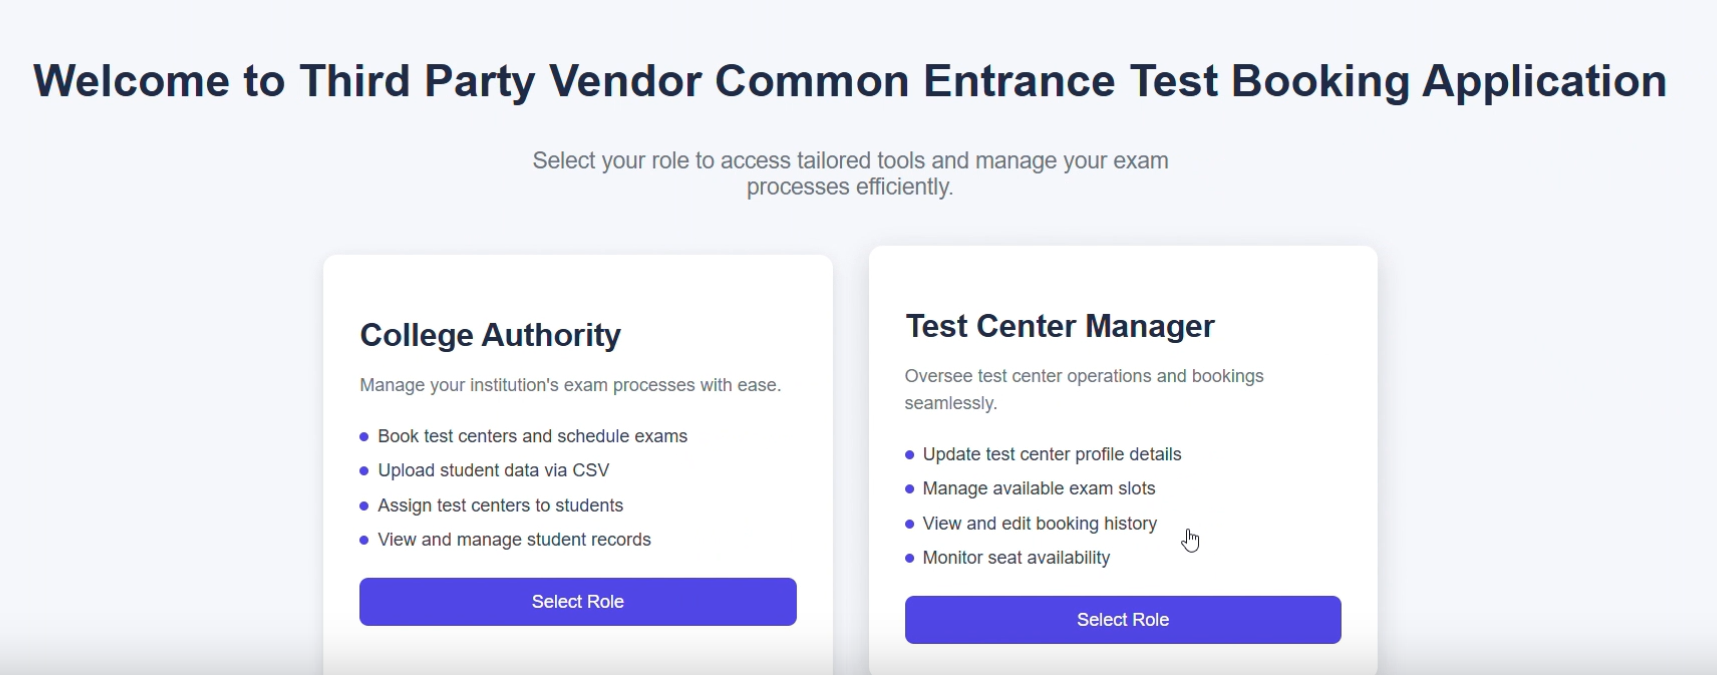 Welcome to Third Party Vendor Common Entrance Test Booking Application
Select your role to access tailored tools and manage your exam
processes efficiently.
College Authority
Manage your institution's exam processes with ease.
Book test centers and schedule exams
Upload student data via CSV
Assign test centers to students
View and manage student records
Select Role
Test Center Manager
Oversee test center operations and bookings
seamlessly.
Update test center profile details
Manage available exam slots
View and edit booking history
Monitor seat availability
Select Role